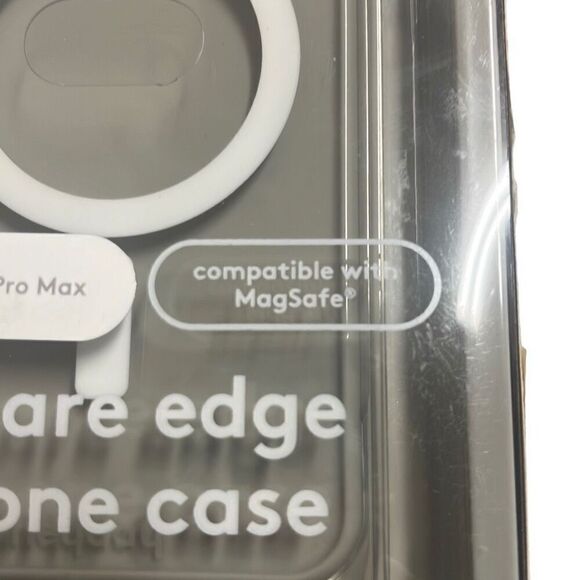 Pro Max
compatible with
MagSafe®
are edge
one case